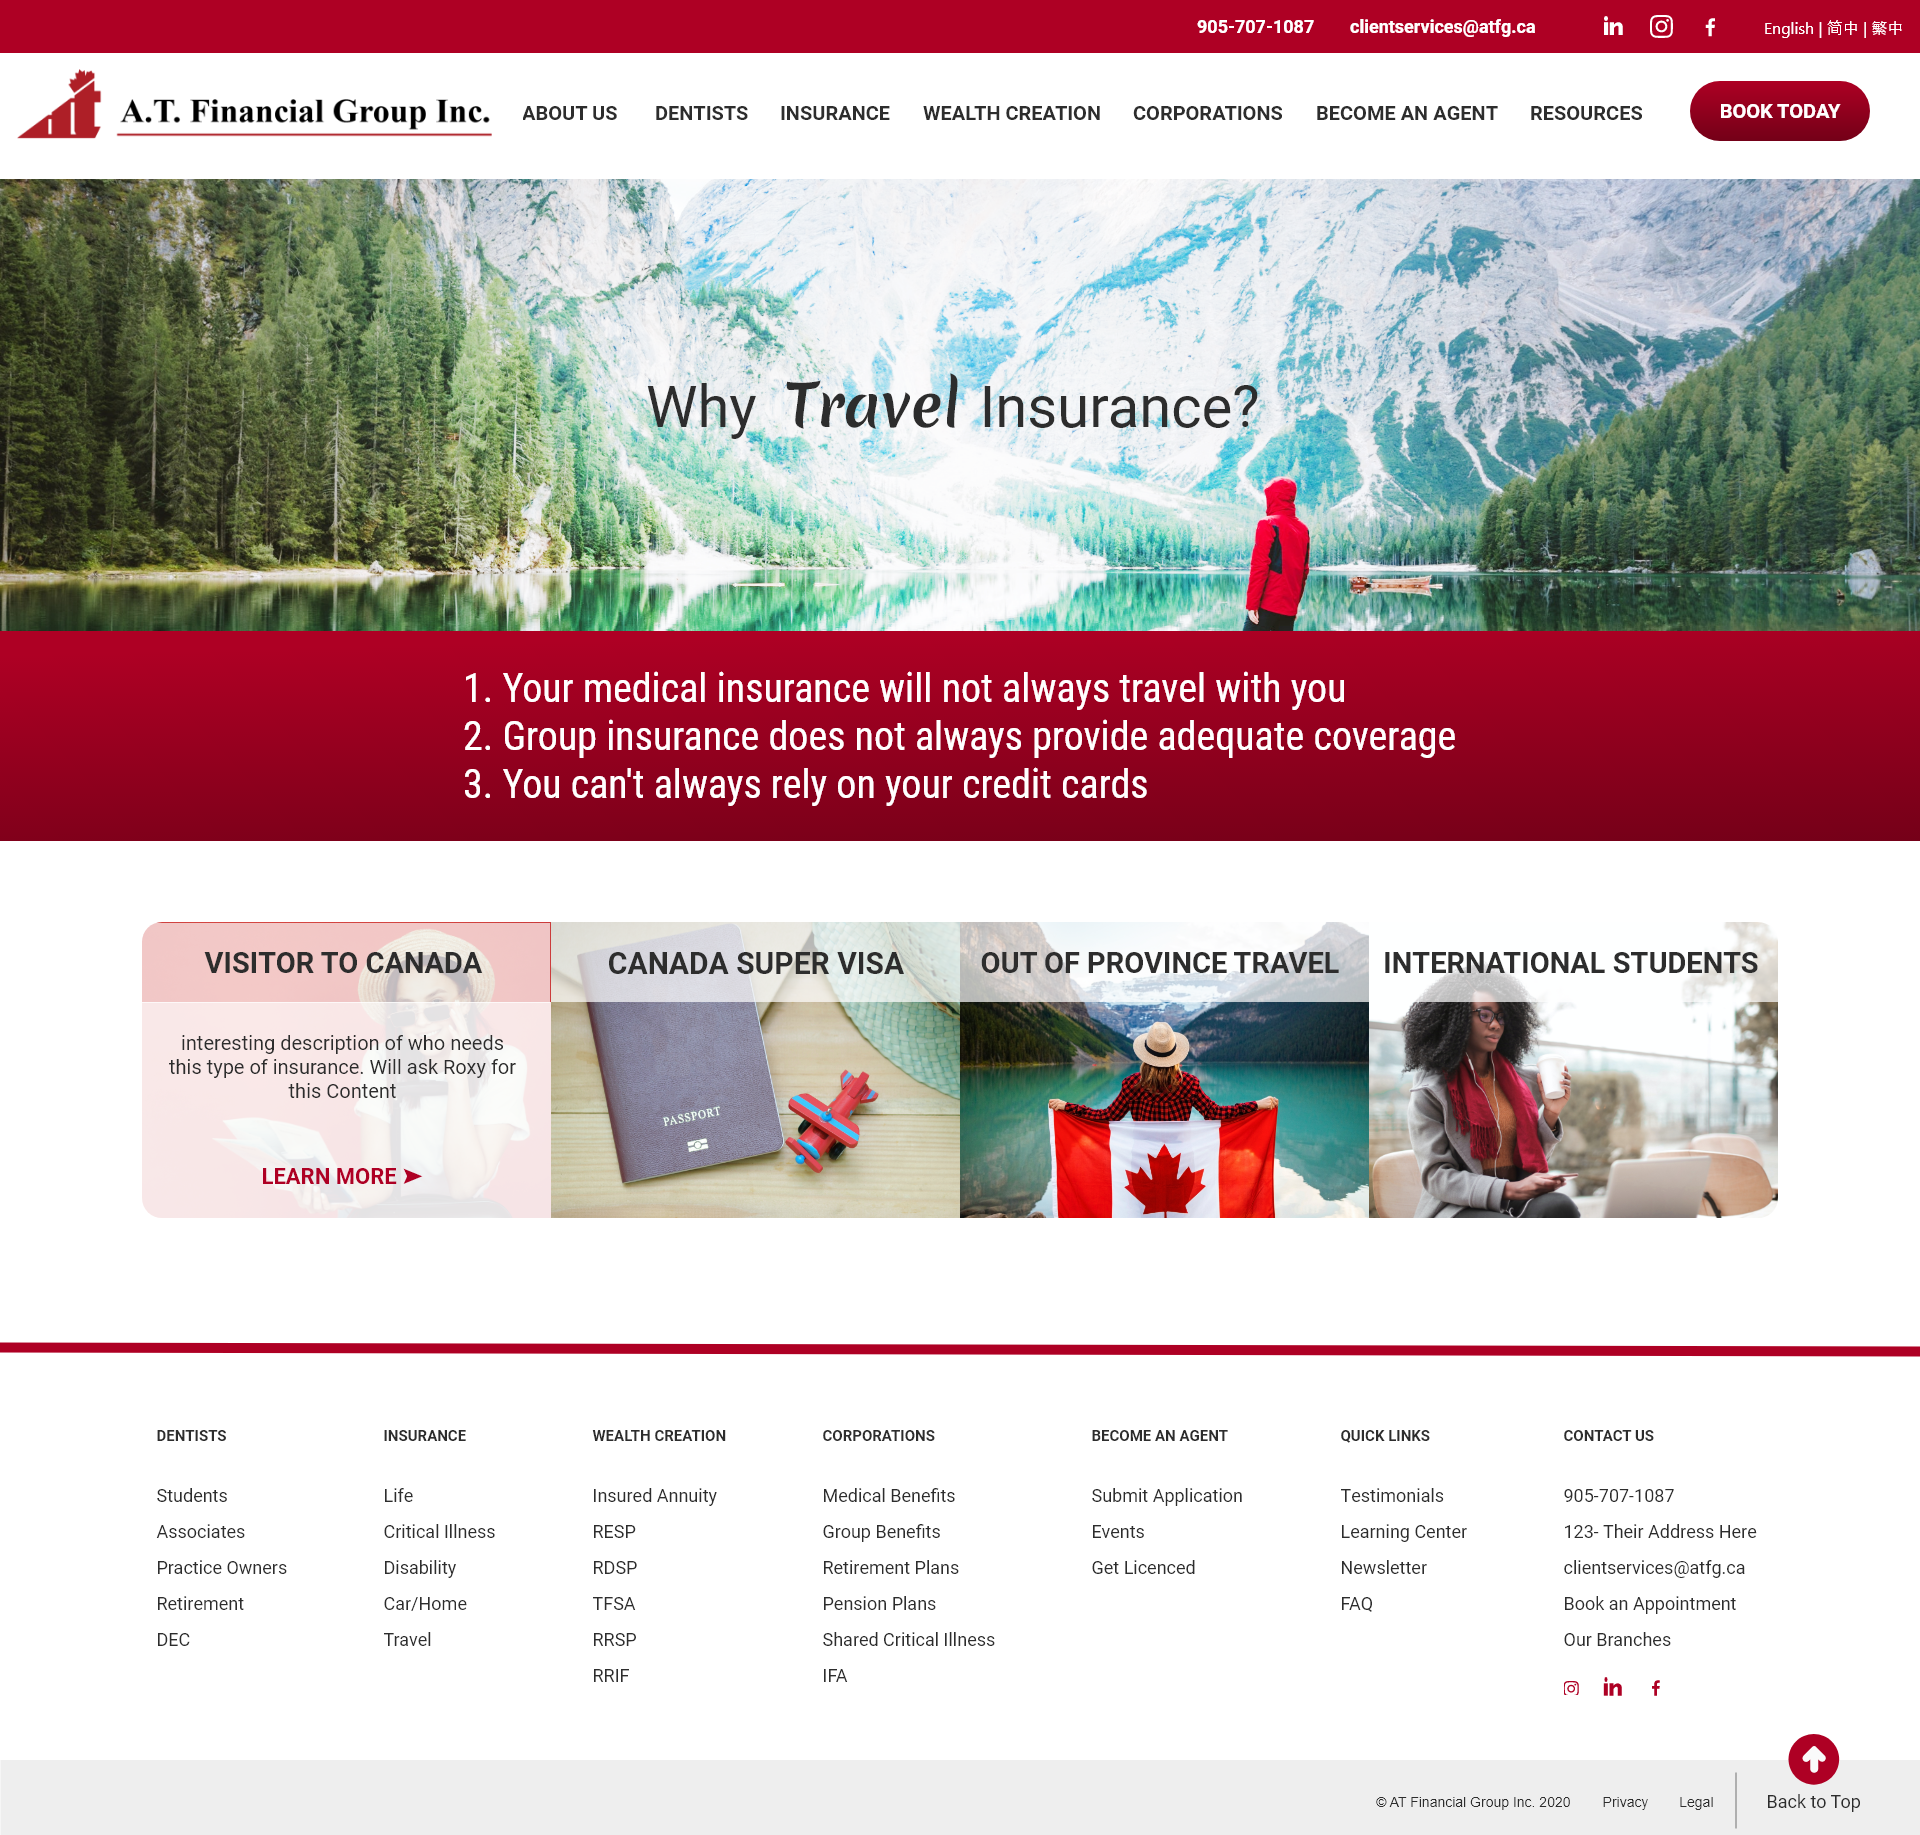 905-707-1087
clientservices@atfg.ca
English | 简中 | 繁中
A.T. Financial Group Inc.
ABOUT US
DENTISTS
INSURANCE
WEALTH CREATION
CORPORATIONS
BECOME AN AGENT
RESOURCES
BOOK TODAY
Why Travel Insurance?
1. Your medical insurance will not always travel with you
2. Group insurance does not always provide adequate coverage
3. You can't always rely on your credit cards
VISITOR TO CANADA
interesting description of who needs
this type of insurance. Will ask Roxy for
this Content
LEARN MORE
CANADA SUPER VISA
PASSPORT
OUT OF PROVINCE TRAVEL
INTERNATIONAL STUDENTS
DENTISTS
Students
Associates
Practice Owners
Retirement
DEC
INSURANCE
Life
Critical Illness
Disability
Car/Home
Travel
WEALTH CREATION
Insured Annuity
RESP
RDSP
TFSA
RRSP
RRIF
CORPORATIONS
Medical Benefits
Group Benefits
Retirement Plans
Pension Plans
Shared Critical Illness
IFA
BECOME AN AGENT
Submit Application
Events
Get Licenced
QUICK LINKS
Testimonials
Learning Center
Newsletter
FAQ
CONTACT US
905-707-1087
123- Their Address Here
clientservices@atfg.ca
Book an Appointment
Our Branches
© AT Financial Group Inc. 2020
Privacy
Legal
Back to Top